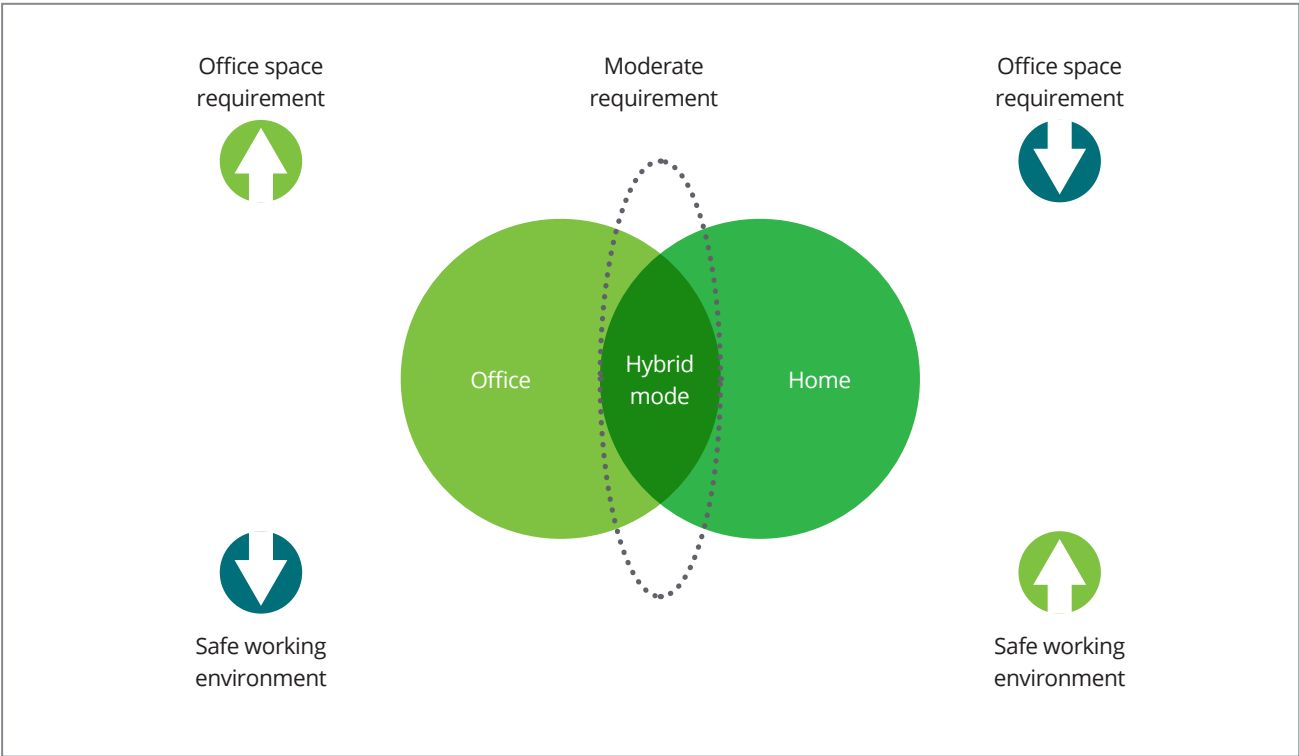 Office space
requirement
Moderate
requirement
Office space
requirement
Office
Hybrid
mode
Home
Safe working
environment
Safe working
environment